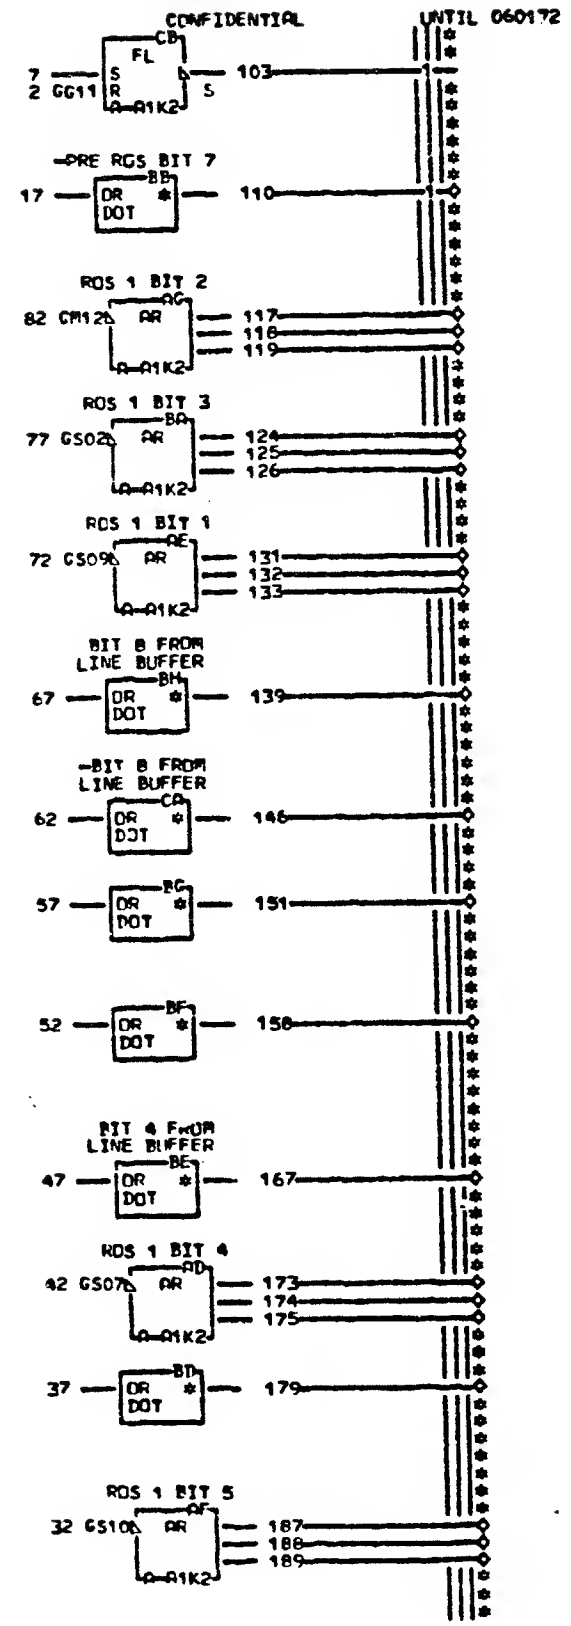 CONFIDENTIAL UNTIL 060172
CB
FL
7 S 103 1
2 GG11 R S
A-A1K2
-PRE RGS BIT 7
BB
17 OR * 110 1
DOT
ROS 1 BIT 2
AG
82 CM12 AR 117
118
119
A-A1K2
ROS 1 BIT 3
BA
77 GS02 AR 124
125
126
A-A1K2
ROS 1 BIT 1
AE
72 GS09 AR 131
132
133
A-A1K2
BIT 8 FROM
LINE BUFFER
BH
67 OR * 139
DOT
-BIT 8 FROM
LINE BUFFER
CA
62 OR * 146
DOT
BG
57 OR * 151
DOT
BF
52 OR * 158
DOT
BIT 4 FROM
LINE BUFFER
BE
47 OR * 167
DOT
ROS 1 BIT 4
AD
42 GS07 AR 173
174
175
A-A1K2
BD
37 OR * 179
DOT
ROS 1 BIT 5
AF
32 GS10 AR 187
188
189
A-A1K2